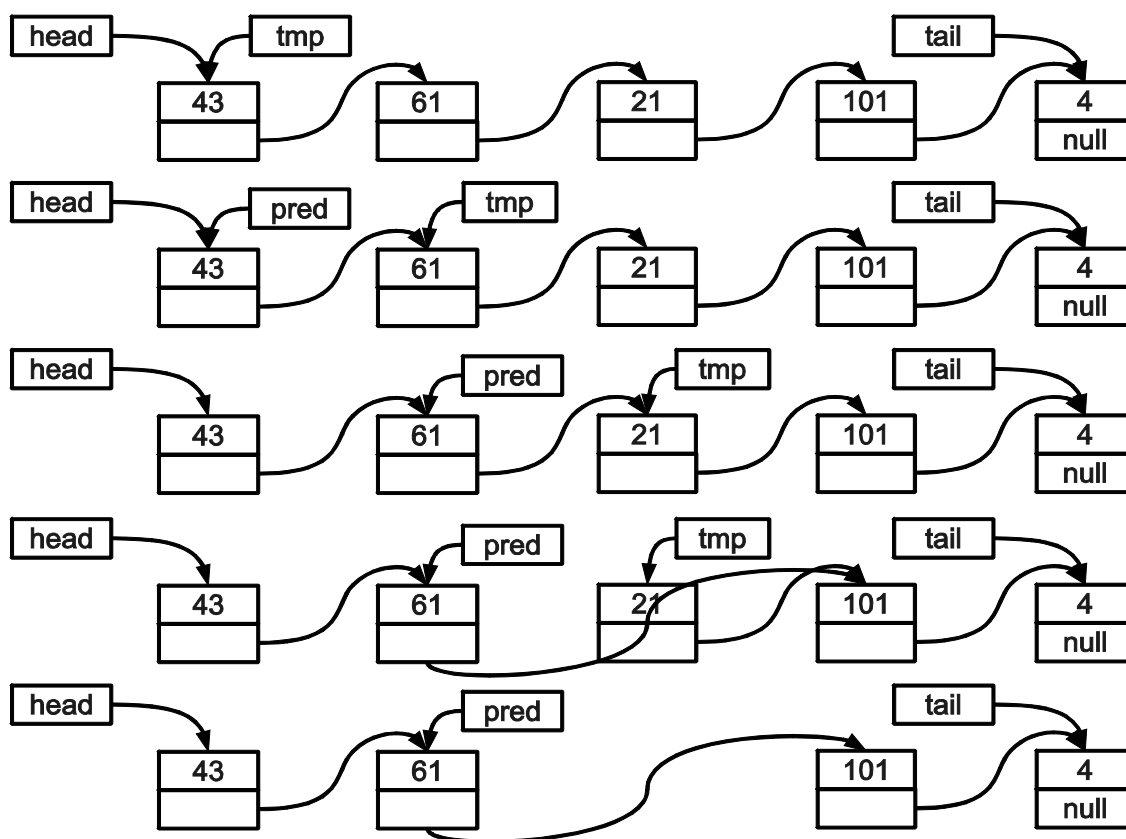 head tmp tail
43 61 21 101 4
null
head pred tmp tail
43 61 21 101 4
null
head pred tmp tail
43 61 21 101 4
null
head pred tmp tail
43 61 21 101 4
null
head pred tail
43 61 101 4
null